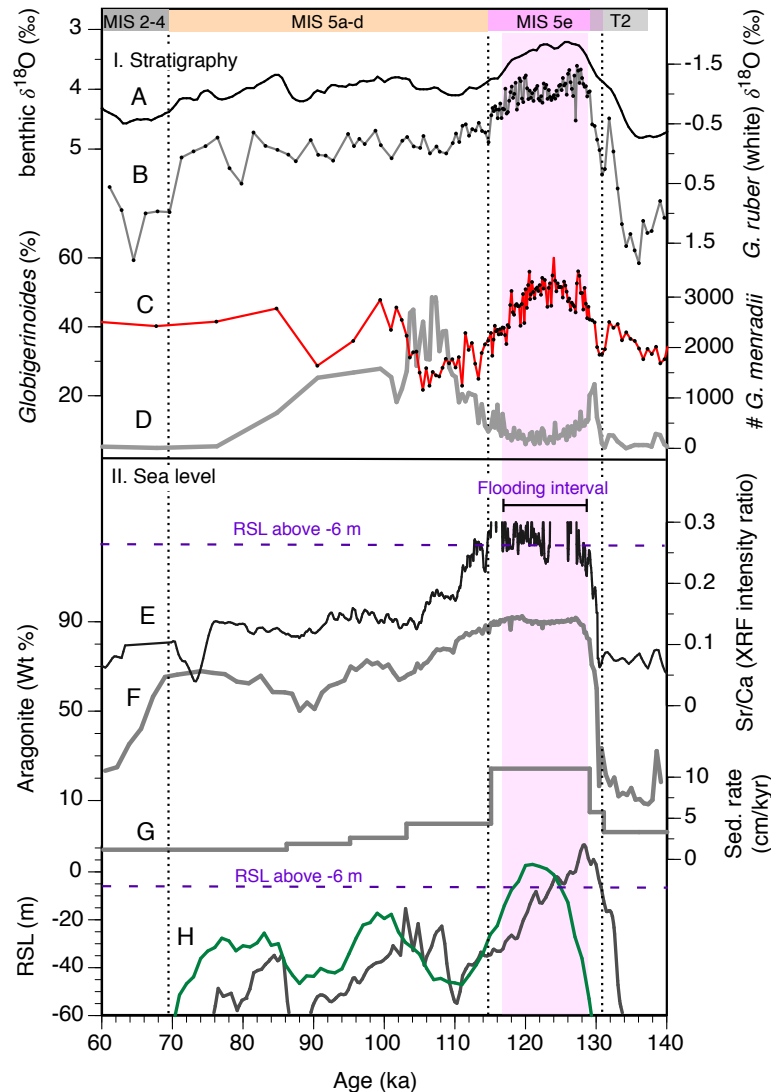 MIS 2-4 MIS 5a-d MIS 5e T2
I. Stratigraphy
3
4
5
benthic δ¹⁸O (‰)
-1.5
-0.5
0.5
1.5
G. ruber (white) δ¹⁸O (‰)
A
B
60
40
20
Globigerinoides (%)
3000
2000
1000
0
# G. menradii
C
D
II. Sea level
Flooding interval
RSL above -6 m
0.3
0.2
0.1
0
Sr/Ca (XRF intensity ratio)
E
90
50
10
Aragonite (Wt %)
F
10
5
0
Sed. rate
(cm/kyr)
G
RSL above -6 m
0
-20
-40
-60
RSL (m)
H
60 70 80 90 100 110 120 130 140
Age (ka)